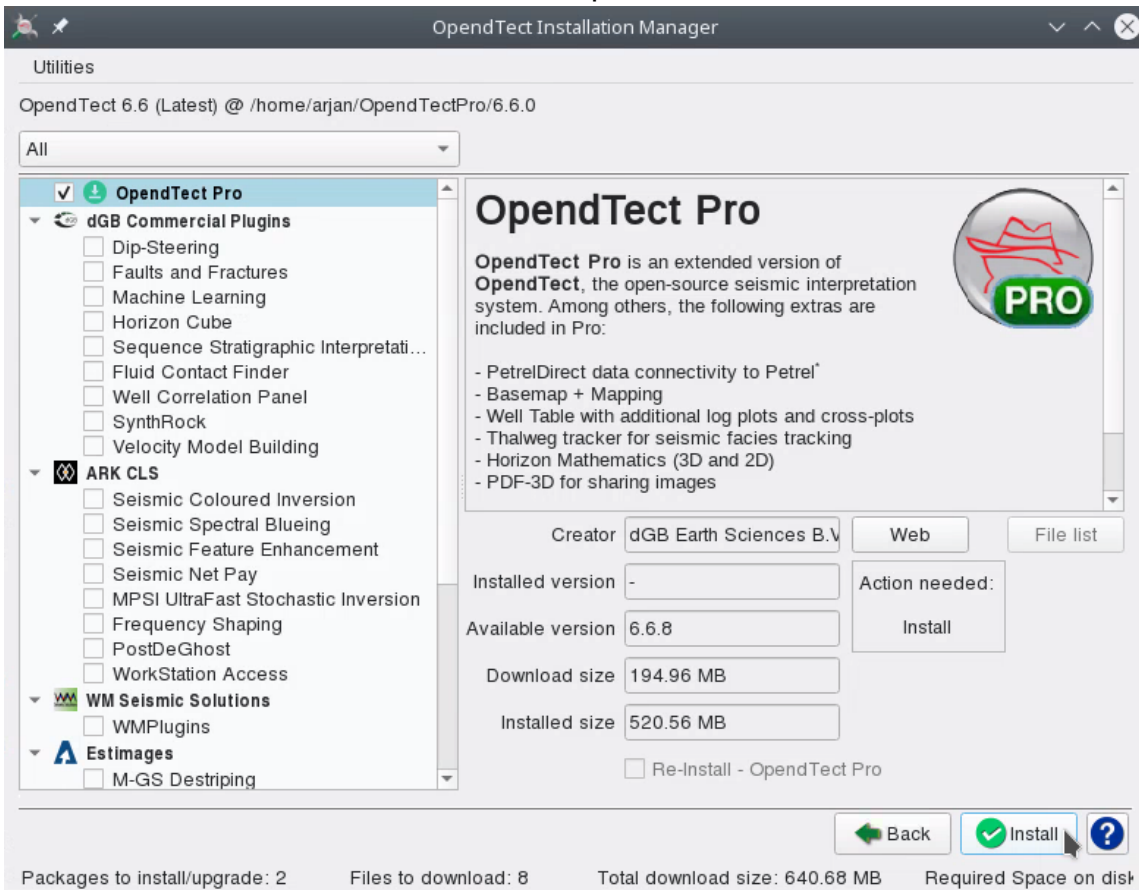 OpendTect Installation Manager
Utilities
OpendTect 6.6 (Latest) @ /home/arjan/OpendTectPro/6.6.0
All
OpendTect Pro
dGB Commercial Plugins
Dip-Steering
Faults and Fractures
Machine Learning
Horizon Cube
Sequence Stratigraphic Interpretati...
Fluid Contact Finder
Well Correlation Panel
SynthRock
Velocity Model Building
ARK CLS
Seismic Coloured Inversion
Seismic Spectral Blueing
Seismic Feature Enhancement
Seismic Net Pay
MPSI UltraFast Stochastic Inversion
Frequency Shaping
PostDeGhost
WorkStation Access
WM Seismic Solutions
WMPlugins
Estimages
M-GS Destriping
OpendTect Pro
OpendTect Pro is an extended version of
OpendTect, the open-source seismic interpretation
system. Among others, the following extras are
included in Pro:
- PetrelDirect data connectivity to Petrel*
- Basemap + Mapping
- Well Table with additional log plots and cross-plots
- Thalweg tracker for seismic facies tracking
- Horizon Mathematics (3D and 2D)
- PDF-3D for sharing images
PRO
Creator dGB Earth Sciences B.V Web File list
Installed version - Action needed:
Available version 6.6.8 Install
Download size 194.96 MB
Installed size 520.56 MB
Re-Install - OpendTect Pro
Back Install ?
Packages to install/upgrade: 2 Files to download: 8 Total download size: 640.68 MB Required Space on disk